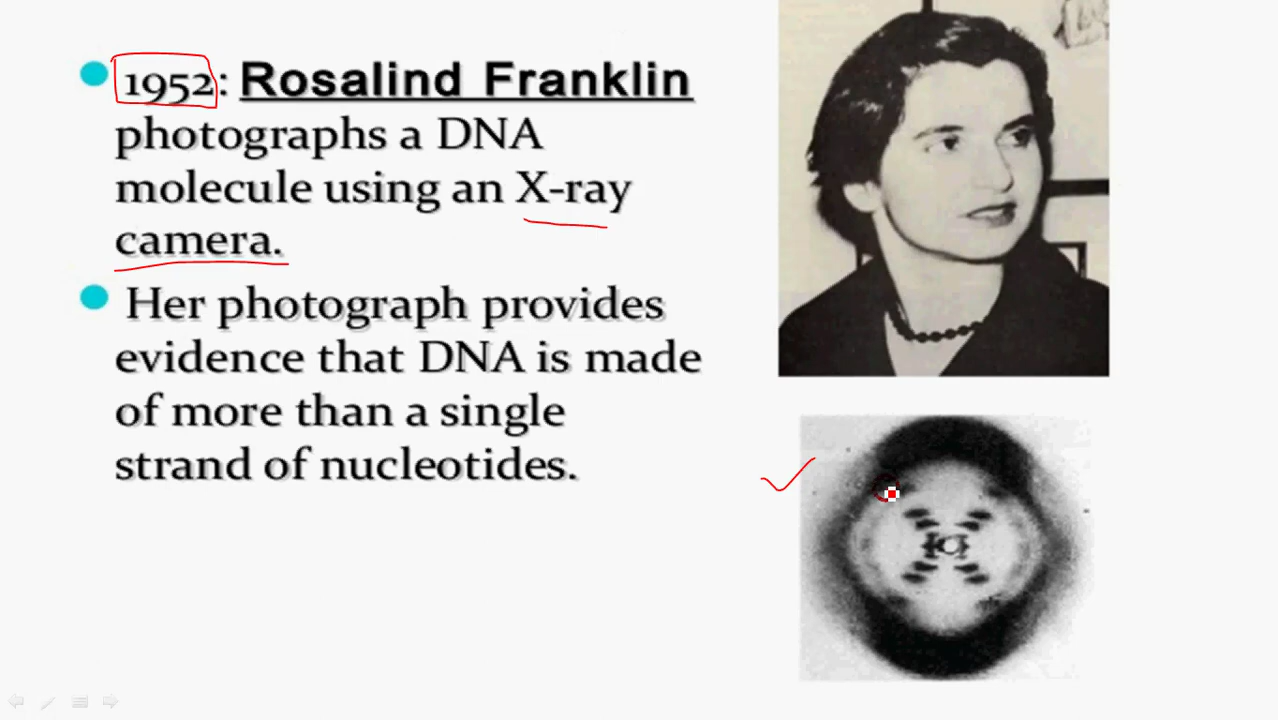 1952: Rosalind Franklin
photographs a DNA
molecule using an X-ray
camera.
Her photograph provides
evidence that DNA is made
of more than a single
strand of nucleotides.